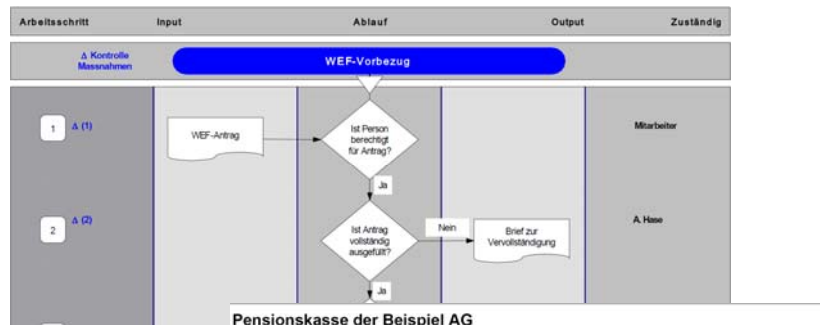 Arbeitsschritt Input Ablauf Output Zuständig
Δ Kontrolle
Massnahmen
WEF-Vorbezug
1 Δ (1)
WEF-Antrag
Ist Person
berechtigt
für Antrag?
Mitarbeiter
Ja
2 Δ (2)
Ist Antrag
vollständig
ausgefüllt?
Nein
Brief zur
Vervollständigung
A. Hase
Ja
Pensionskasse der Beispiel AG